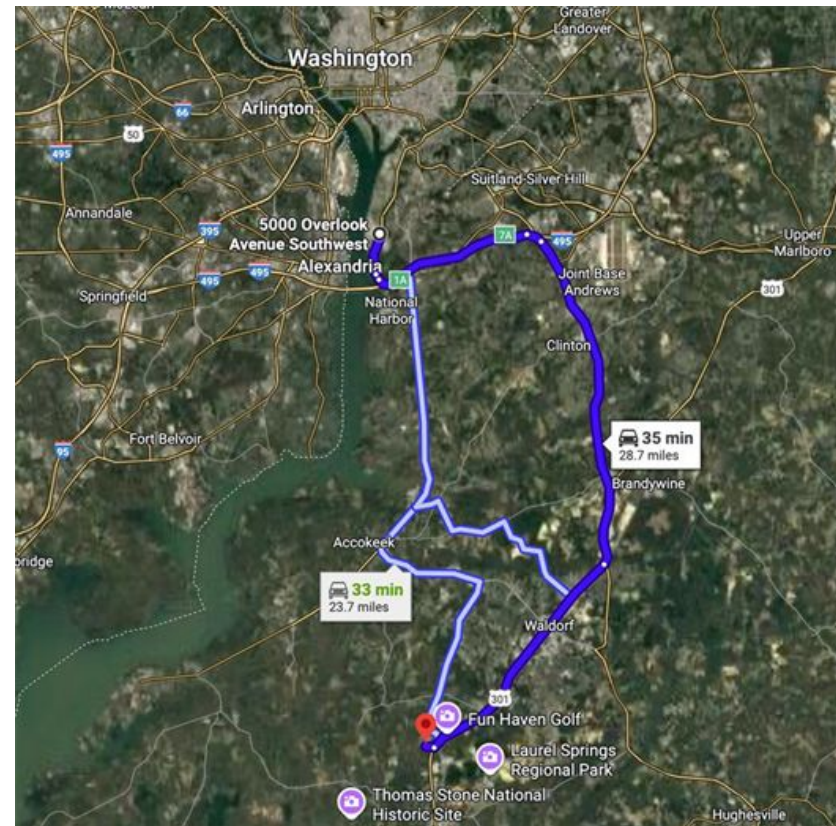 Greater
Landover
Washington
Arlington
66
50
495
Suitland-Silver Hill
Annandale
395
5000 Overlook
Avenue Southwest
7A
495
Upper
Marlboro
Alexandria
1A
495
495
Joint Base
Andrews
301
Springfield
National
Harbor
Clinton
Fort Belvoir
35 min
28.7 miles
95
Brandywine
Accokeek
bridge
33 min
23.7 miles
Waldorf
301
Fun Haven Golf
Laurel Springs
Regional Park
Thomas Stone National
Historic Site
Hughesville